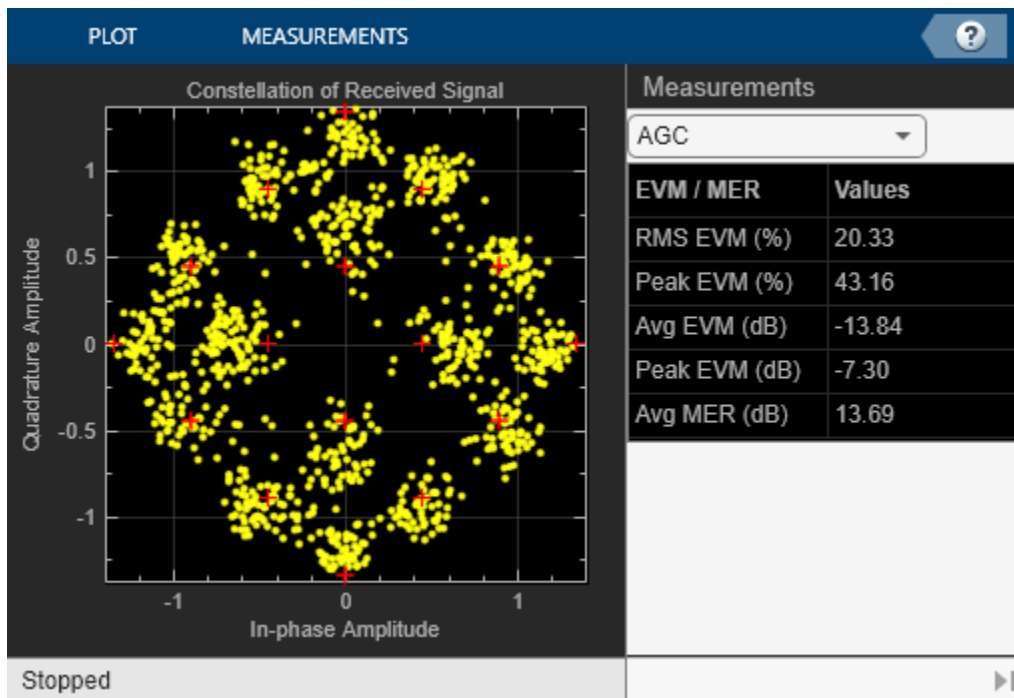 PLOT MEASUREMENTS ?
Constellation of Received Signal
1
0.5
0
-0.5
-1
Quadrature Amplitude
-1 0 1
In-phase Amplitude
Measurements
AGC
EVM / MER Values
RMS EVM (%) 20.33
Peak EVM (%) 43.16
Avg EVM (dB) -13.84
Peak EVM (dB) -7.30
Avg MER (dB) 13.69
Stopped